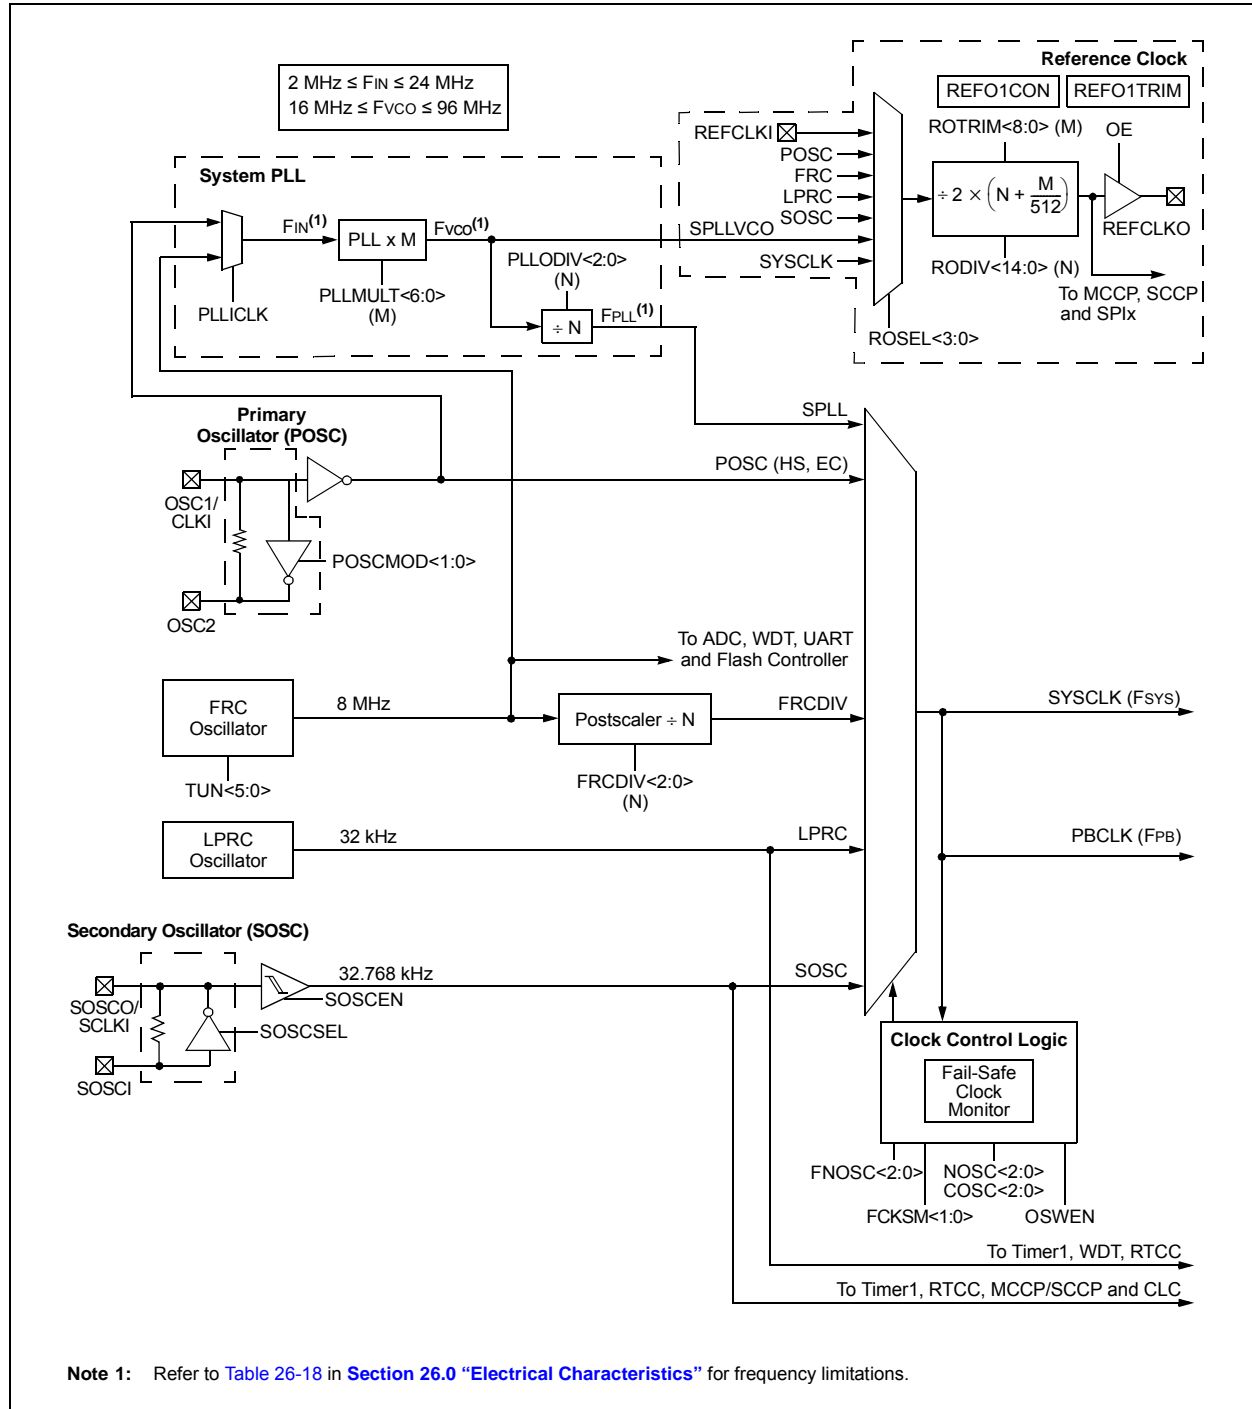 2 MHz ≤ FIN ≤ 24 MHz
16 MHz ≤ FVCO ≤ 96 MHz
Reference Clock
REFO1CON
REFO1TRIM
REFCLKI
POSC
FRC
LPRC
SOSC
SPLLVCO
SYSCLK
ROTRIM<8:0> (M)
OE
÷ 2 × (N + M/512)
REFCLKO
RODIV<14:0> (N)
To MCCP, SCCP
and SPIx
ROSEL<3:0>
System PLL
FIN(1)
PLL x M
FVCO(1)
PLLICLK
PLLMULT<6:0>
(M)
PLLODIV<2:0>
(N)
÷ N
FPLL(1)
SPLL
Primary
Oscillator (POSC)
POSC (HS, EC)
OSC1/
CLKI
POSCMOD<1:0>
OSC2
To ADC, WDT, UART
and Flash Controller
FRC
Oscillator
8 MHz
Postscaler ÷ N
FRCDIV
TUN<5:0>
FRCDIV<2:0>
(N)
SYSCLK (FSYS)
LPRC
Oscillator
32 kHz
LPRC
PBCLK (FPB)
Secondary Oscillator (SOSC)
32.768 kHz
SOSC
SOSCO/
SCLKI
SOSCEN
SOSCSEL
SOSCI
Clock Control Logic
Fail-Safe
Clock
Monitor
FNOSC<2:0>
NOSC<2:0>
COSC<2:0>
FCKSM<1:0>
OSWEN
To Timer1, WDT, RTCC
To Timer1, RTCC, MCCP/SCCP and CLC
Note 1: Refer to Table 26-18 in Section 26.0 “Electrical Characteristics” for frequency limitations.